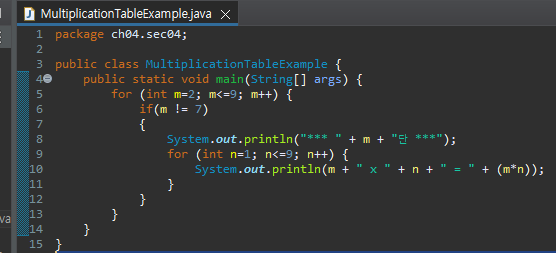 MultiplicationTableExample.java
1 package ch04.sec04;
2
3 public class MultiplicationTableExample {
4 public static void main(String[] args) {
5 for (int m=2; m<=9; m++) {
6 if(m != 7)
7 {
8 System.out.println("*** " + m + "단 ***");
9 for (int n=1; n<=9; n++) {
10 System.out.println(m + " x " + n + " = " + (m*n));
11 }
12 }
13 }
14 }
15 }
va